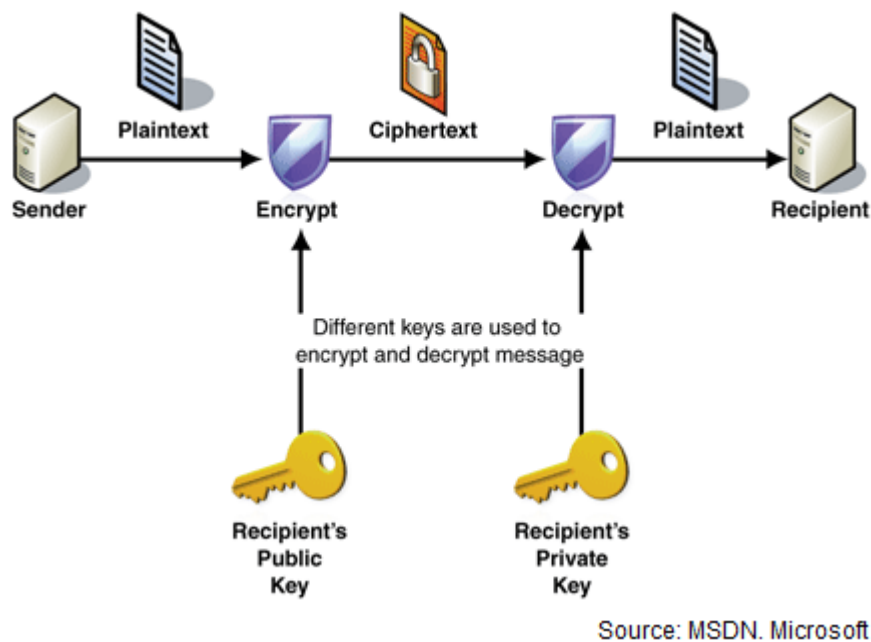 Plaintext
Ciphertext
Plaintext
Sender
Encrypt
Decrypt
Recipient
Different keys are used to
encrypt and decrypt message
Recipient's
Public
Key
Recipient's
Private
Key
Source: MSDN. Microsoft